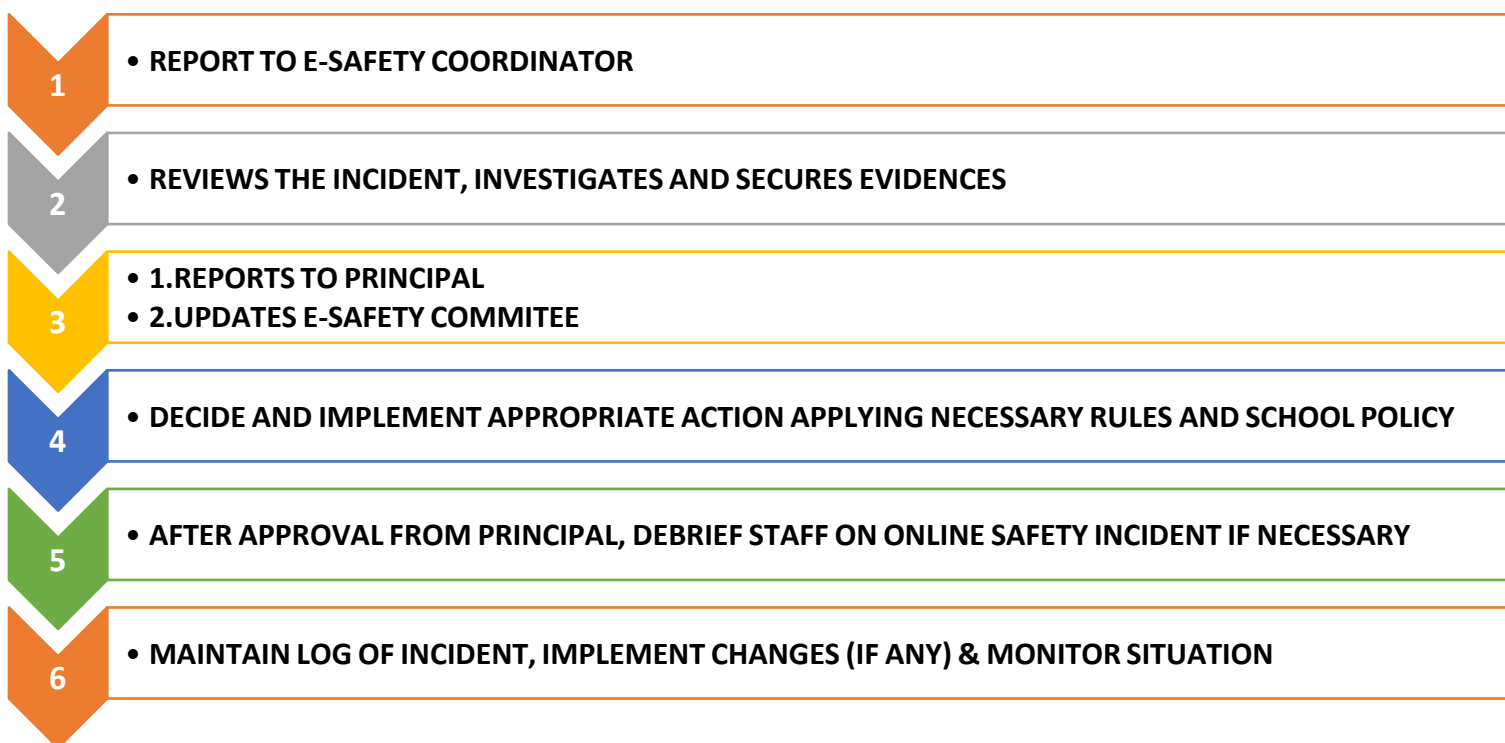 1
• REPORT TO E-SAFETY COORDINATOR
2
• REVIEWS THE INCIDENT, INVESTIGATES AND SECURES EVIDENCES
3
• 1.REPORTS TO PRINCIPAL
• 2.UPDATES E-SAFETY COMMITEE
4
• DECIDE AND IMPLEMENT APPROPRIATE ACTION APPLYING NECESSARY RULES AND SCHOOL POLICY
5
• AFTER APPROVAL FROM PRINCIPAL, DEBRIEF STAFF ON ONLINE SAFETY INCIDENT IF NECESSARY
6
• MAINTAIN LOG OF INCIDENT, IMPLEMENT CHANGES (IF ANY) & MONITOR SITUATION